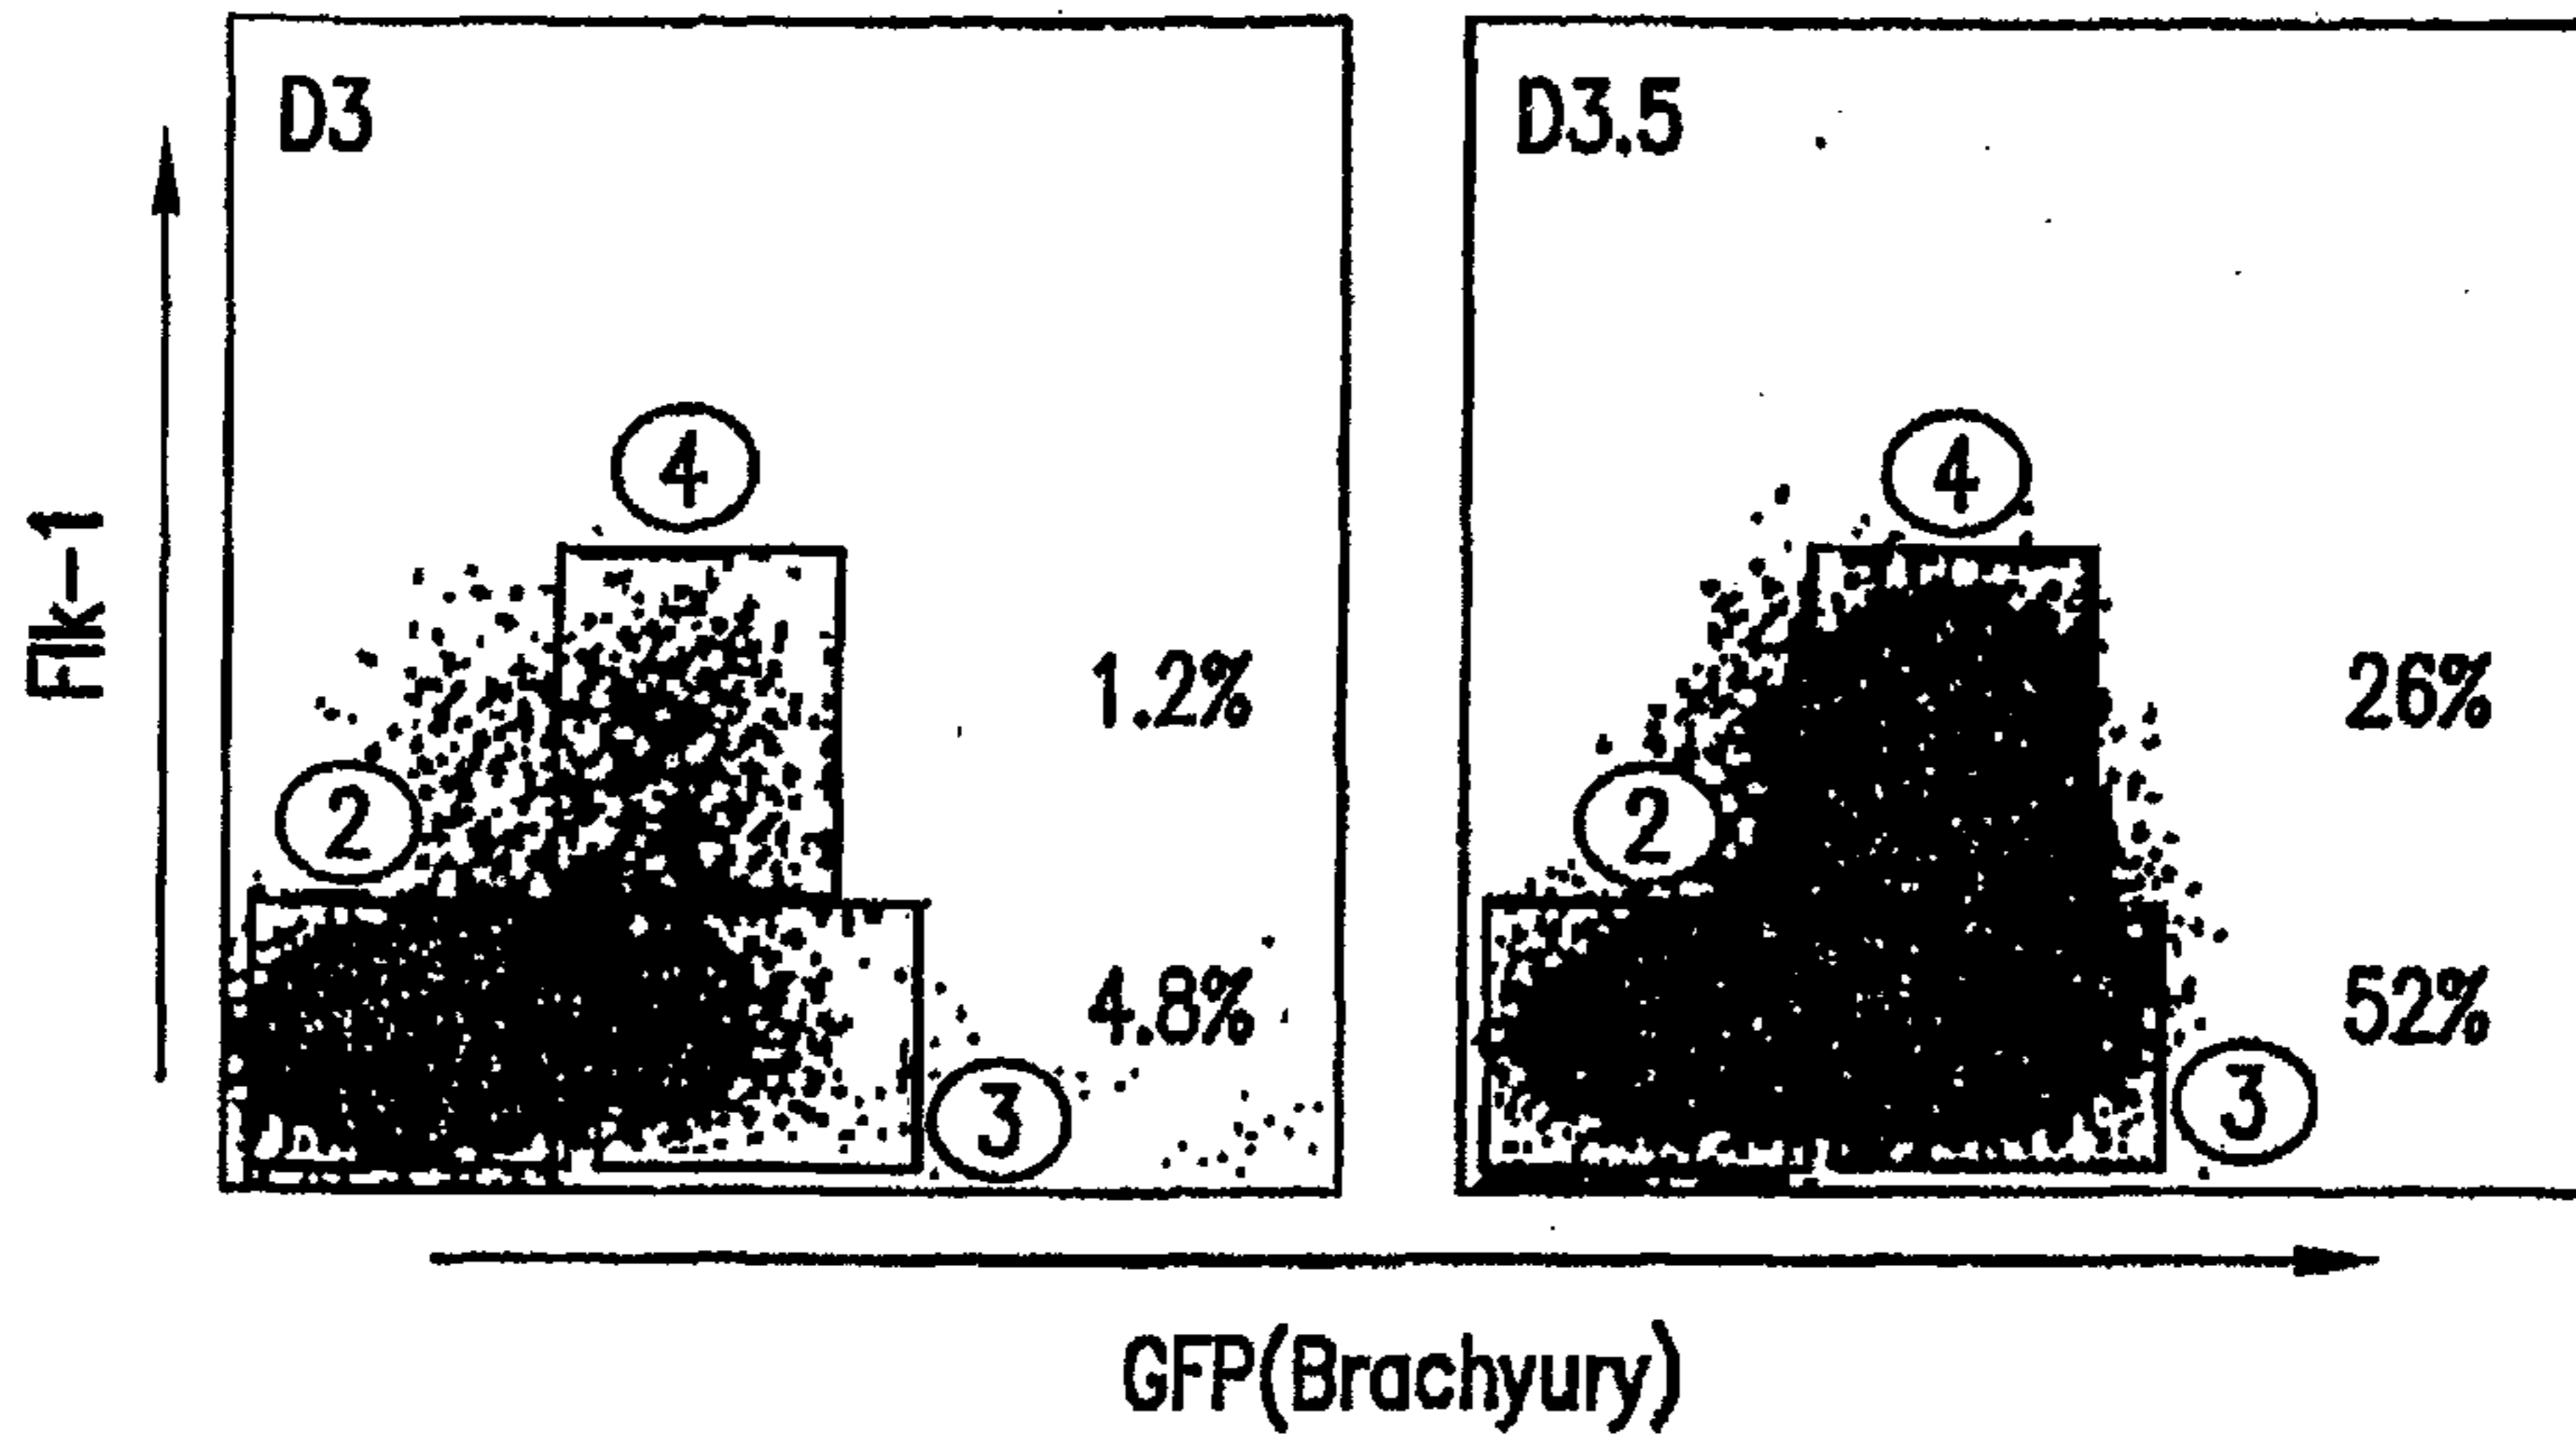 D3
D3.5
Flk-1
④
④
②
②
1.2%
26%
4.8%
52%
③
③
GFP(Brachyury)